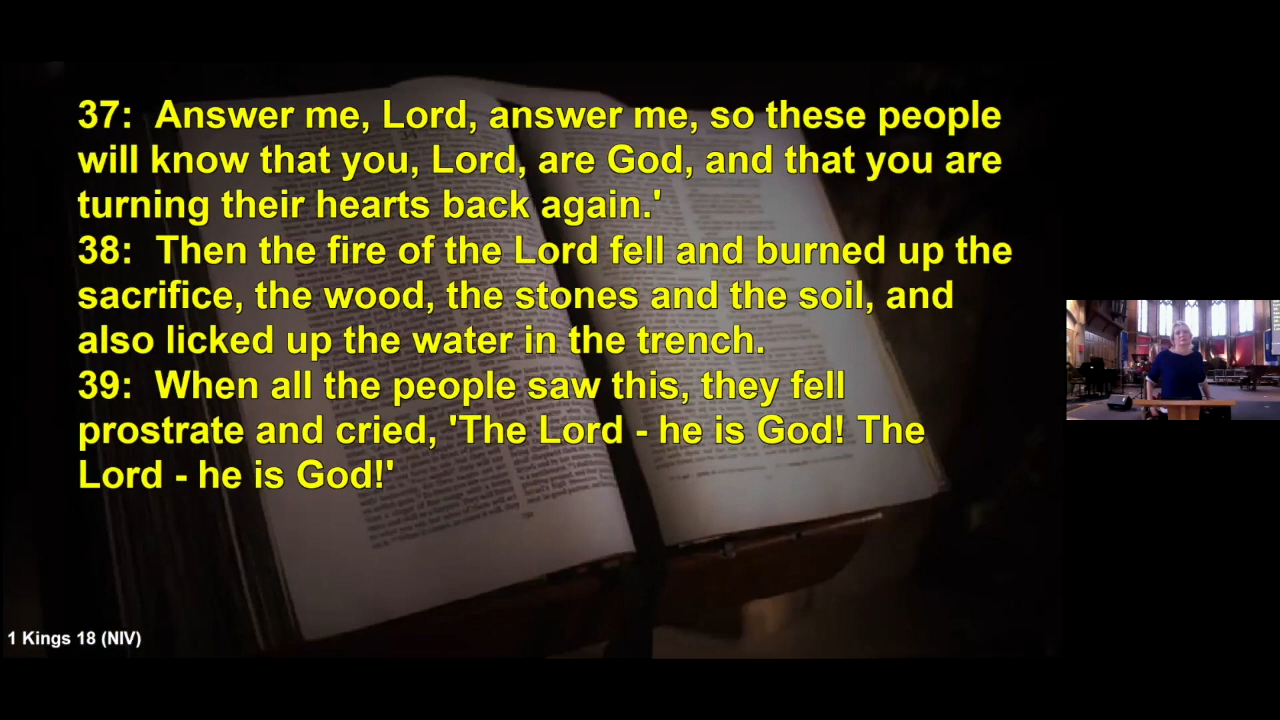 37:  Answer me, Lord, answer me, so these people
will know that you, Lord, are God, and that you are
turning their hearts back again.'
38:  Then the fire of the Lord fell and burned up the
sacrifice, the wood, the stones and the soil, and
also licked up the water in the trench.
39:  When all the people saw this, they fell
prostrate and cried, 'The Lord - he is God! The
Lord - he is God!'
1 Kings 18 (NIV)